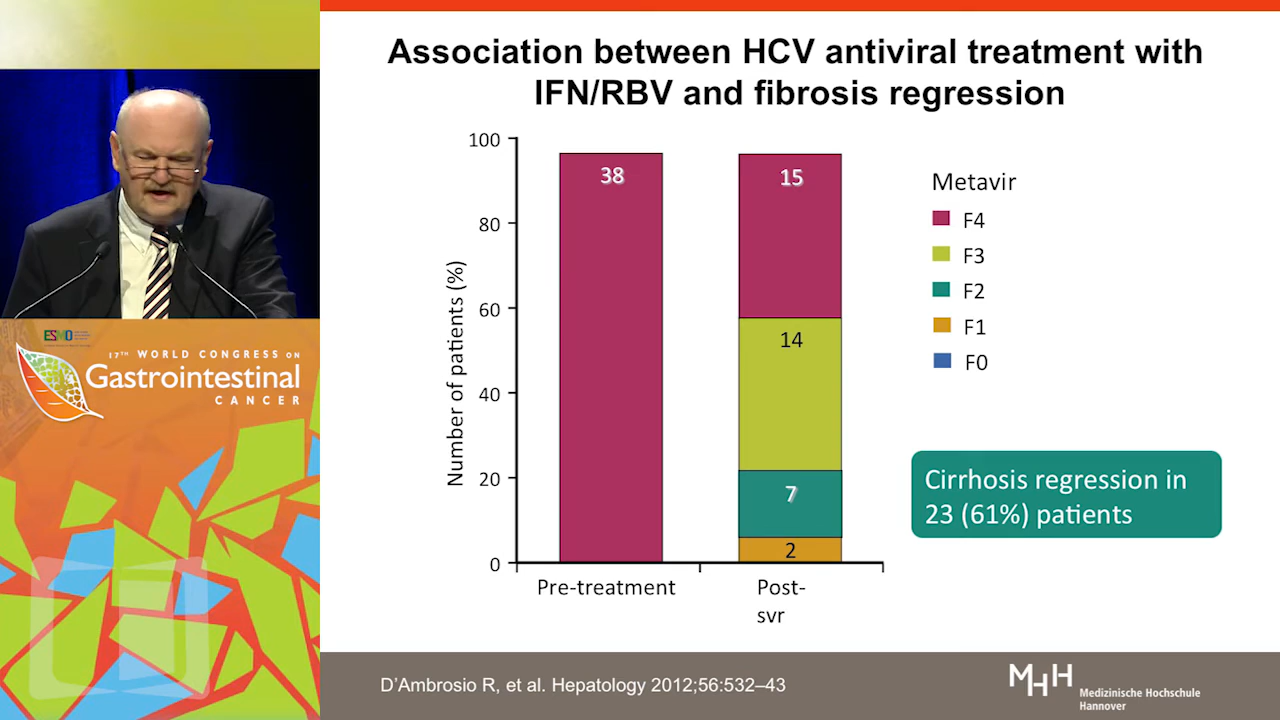 Association between HCV antiviral treatment with
IFN/RBV and fibrosis regression
Number of patients (%)
100
80
60
40
20
0
38
15
14
7
2
Pre-treatment
Post-
svr
Metavir
F4
F3
F2
F1
F0
Cirrhosis regression in
23 (61%) patients
D'Ambrosio R, et al. Hepatology 2012;56:532–43
MHH
Medizinische Hochschule
Hannover
ESMO
17TH WORLD CONGRESS ON
Gastrointestinal
CANCER